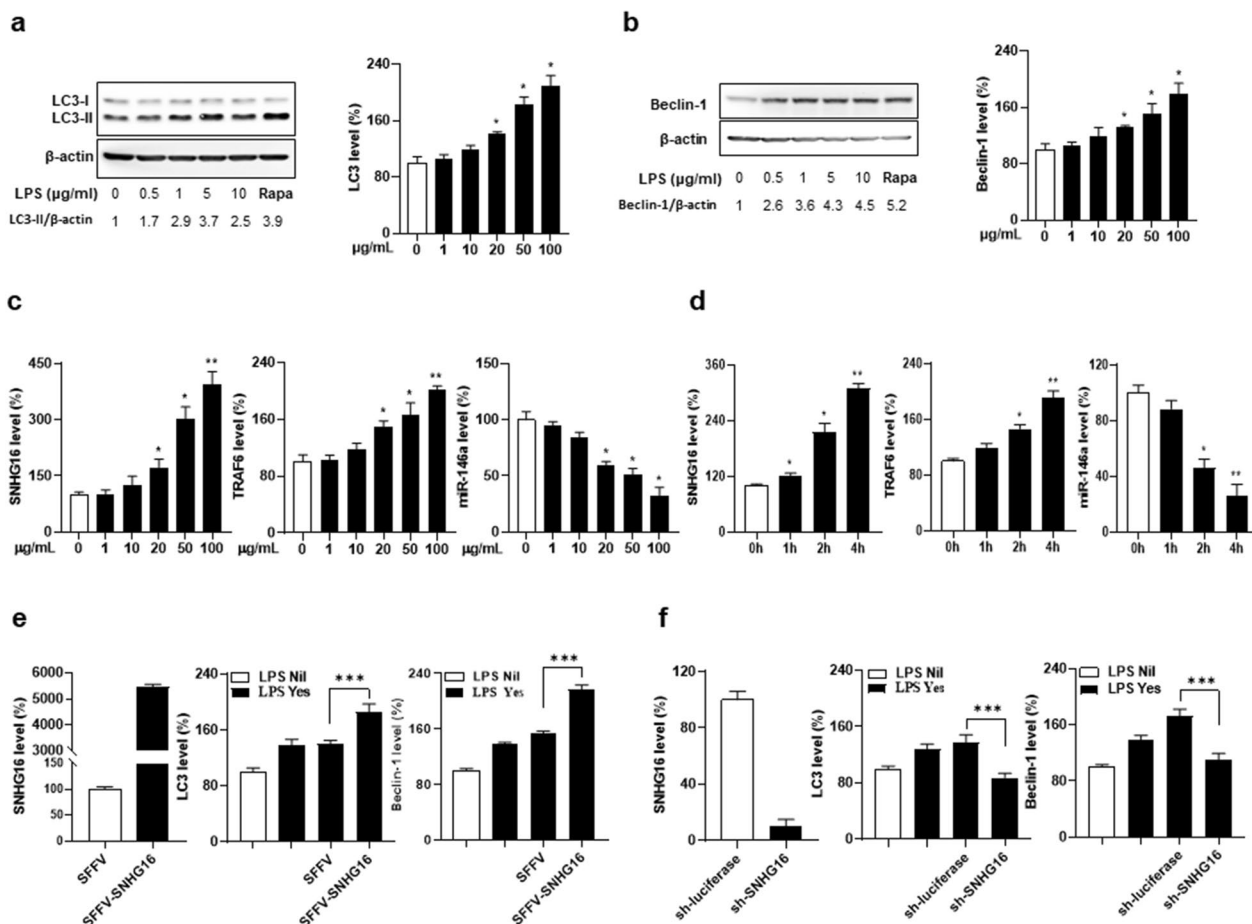 a
LC3-I
LC3-II
β-actin
LPS (µg/ml) 0 0.5 1 5 10 Rapa
LC3-II/β-actin 1 1.7 2.9 3.7 2.5 3.9
LC3 level (%)
240
160
80
0
* * *
µg/mL 0 1 10 20 50 100
b
Beclin-1
β-actin
LPS (µg/ml) 0 0.5 1 5 10 Rapa
Beclin-1/β-actin 1 2.6 3.6 4.3 4.5 5.2
Beclin-1 level (%)
240
160
80
0
* * *
µg/mL 0 1 10 20 50 100
c
SNHG16 level (%)
450
300
150
0
* * **
µg/mL 0 1 10 20 50 100
TRAF6 level (%)
240
160
80
0
* * **
µg/mL 0 1 10 20 50 100
miR-146a level (%)
150
100
50
0
* * *
µg/mL 0 1 10 20 50 100
d
SNHG16 level (%)
360
240
120
0
* * **
0h 1h 2h 4h
TRAF6 level (%)
240
160
80
0
* **
0h 1h 2h 4h
miR-146a level (%)
120
80
40
0
* **
0h 1h 2h 4h
e
SNHG16 level (%)
6000
5000
4000
3000
150
100
50
0
SFFV
SFFV-SNHG16
LC3 level (%)
240
160
80
0
LPS Nil
LPS Yes
***
SFFV
SFFV-SNHG16
Beclin-1 level (%)
240
160
80
0
LPS Nil
LPS Yes
***
SFFV
SFFV-SNHG16
f
SNHG16 level (%)
120
80
40
0
sh-luciferase
sh-SNHG16
LC3 level (%)
240
160
80
0
LPS Nil
LPS Yes
***
sh-luciferase
sh-SNHG16
Beclin-1 level (%)
240
160
80
0
LPS Nil
LPS Yes
***
sh-luciferase
sh-SNHG16